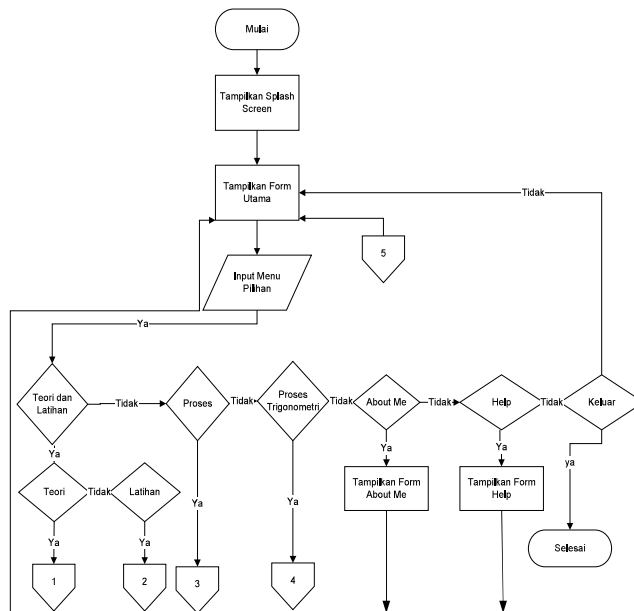 Mulai
Tampilkan Splash
Screen
Tampilkan Form
Utama
Tidak
5
Input Menu
Pilihan
Ya
Teori dan
Latihan
Tidak
Proses
Tidak
Proses
Trigonometri
Tidak
About Me
Tidak
Help
Tidak
Keluar
Ya
Ya
Ya
ya
Teori
Tidak
Latihan
Tampilkan Form
About Me
Tampilkan Form
Help
Ya
Ya
Ya
Ya
Selesai
1
2
3
4